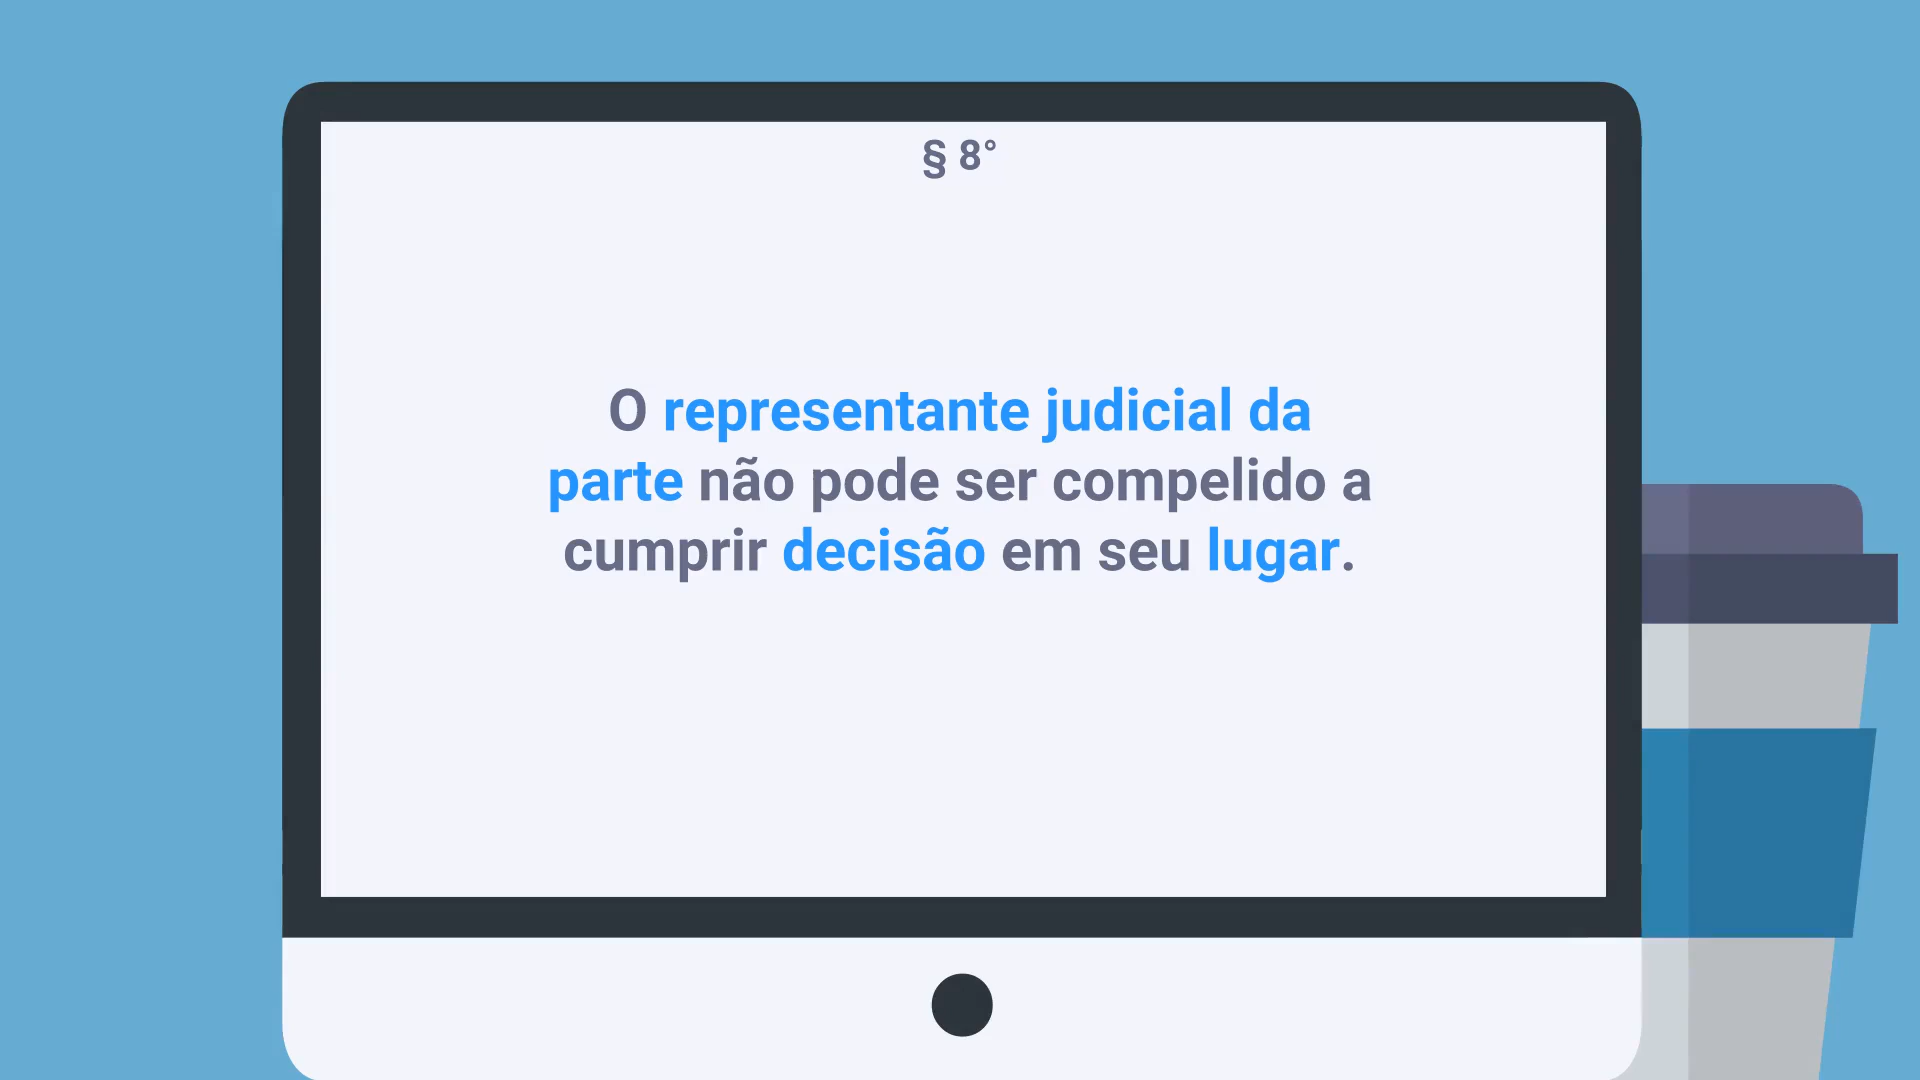 § 8°
O representante judicial da
parte não pode ser compelido a
cumprir decisão em seu lugar.